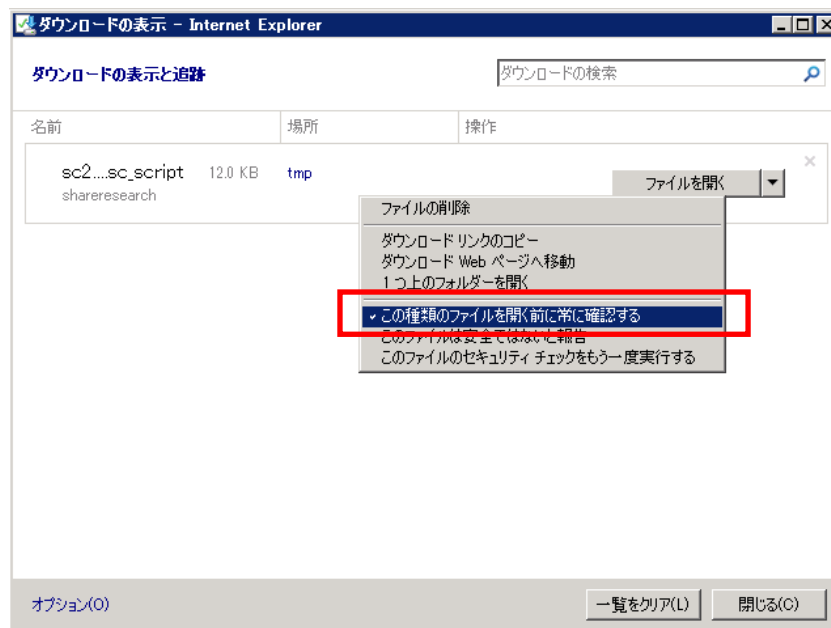 ダウンロードの表示 - Internet Explorer
ダウンロードの表示と追跡
ダウンロードの検索
名前 場所 操作
sc2....sc_script 12.0 KB tmp ファイルを開く
shareresearch
ファイルの削除
ダウンロード リンクのコピー
ダウンロード Web ページへ移動
1 つ上のフォルダーを開く
この種類のファイルを開く前に常に確認する
このファイルは安全ではないと報告
このファイルのセキュリティ チェックをもう一度実行する
オプション(O) 一覧をクリア(L) 閉じる(C)